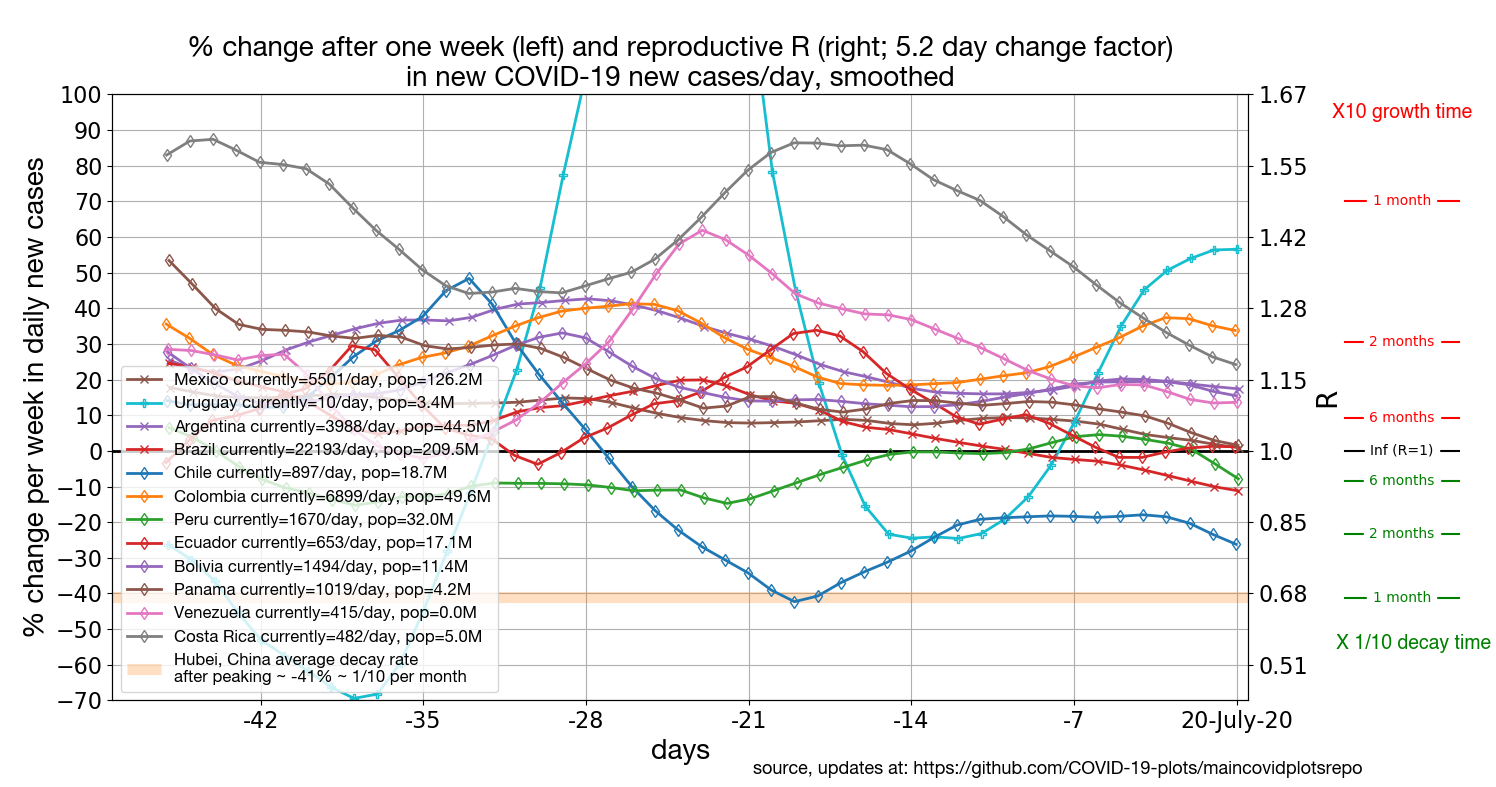 % change after one week (left) and reproductive R (right; 5.2 day change factor)
in new COVID-19 new cases/day, smoothed
% change per week in daily new cases
100
90
80
70
60
50
40
30
20
10
0
−10
−20
−30
−40
−50
−60
−70
Mexico currently=5501/day, pop=126.2M
Uruguay currently=10/day, pop=3.4M
Argentina currently=3988/day, pop=44.5M
Brazil currently=22193/day, pop=209.5M
Chile currently=897/day, pop=18.7M
Colombia currently=6899/day, pop=49.6M
Peru currently=1670/day, pop=32.0M
Ecuador currently=653/day, pop=17.1M
Bolivia currently=1494/day, pop=11.4M
Panama currently=1019/day, pop=4.2M
Venezuela currently=415/day, pop=0.0M
Costa Rica currently=482/day, pop=5.0M
Hubei, China average decay rate
after peaking ~ -41% ~ 1/10 per month
1.67
1.55
1.42
1.28
1.15
1.0
0.85
0.68
0.51
R
X10 growth time
1 month
2 months
6 months
Inf (R=1)
6 months
2 months
1 month
X 1/10 decay time
-42 -35 -28 -21 -14 -7 20-July-20
days
source, updates at: https://github.com/COVID-19-plots/maincovidplotsrepo